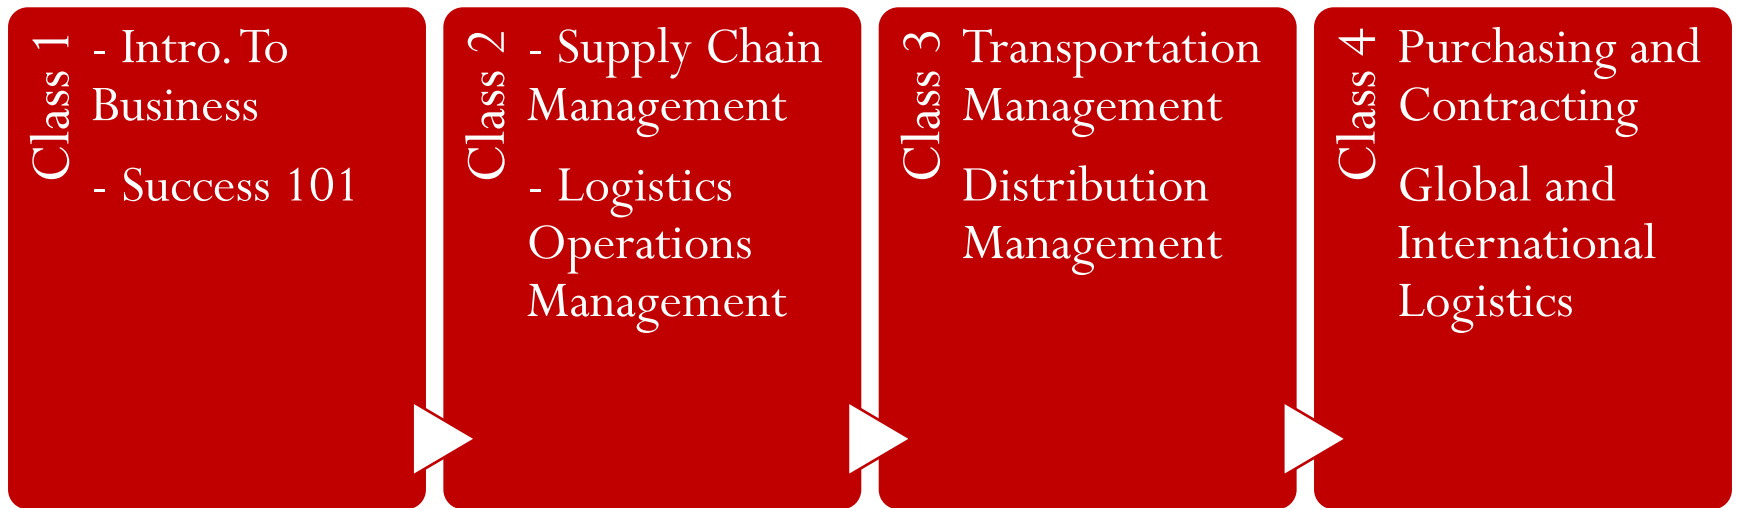 Class 1
- Intro. To
Business
- Success 101
Class 2
- Supply Chain
Management
- Logistics
Operations
Management
Class 3
Transportation
Management
Distribution
Management
Class 4
Purchasing and
Contracting
Global and
International
Logistics